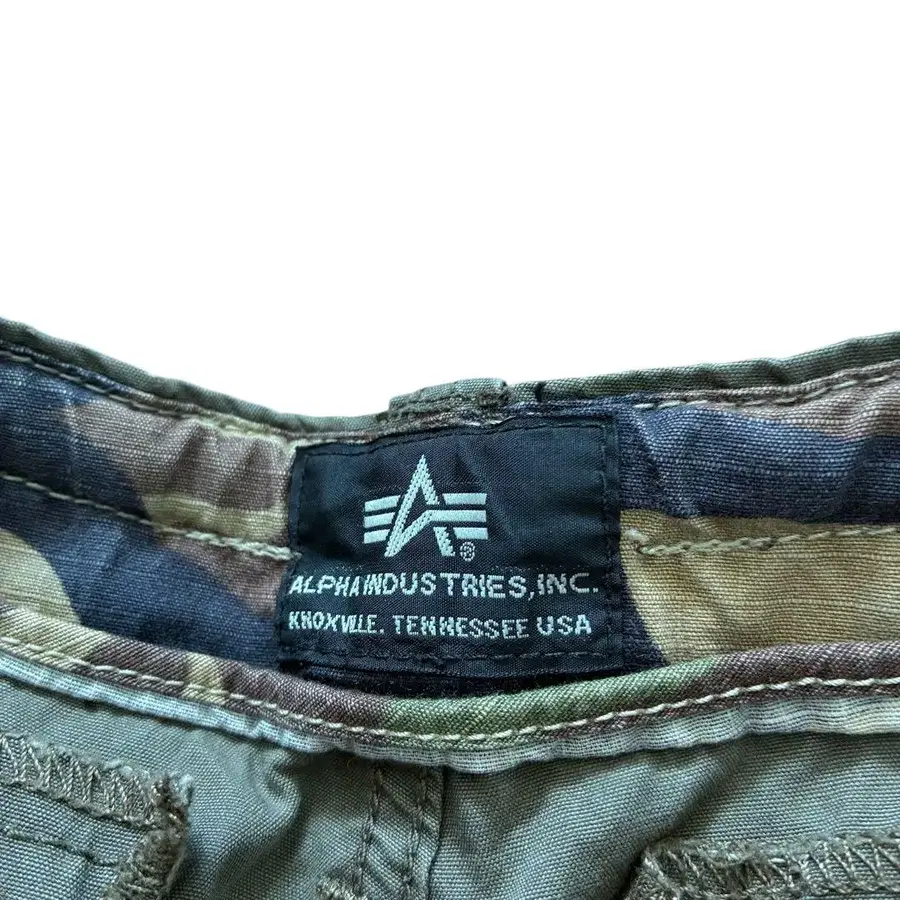 ®
ALPHA INDUSTRIES, INC.
KNOXVILLE, TENNESSEE USA